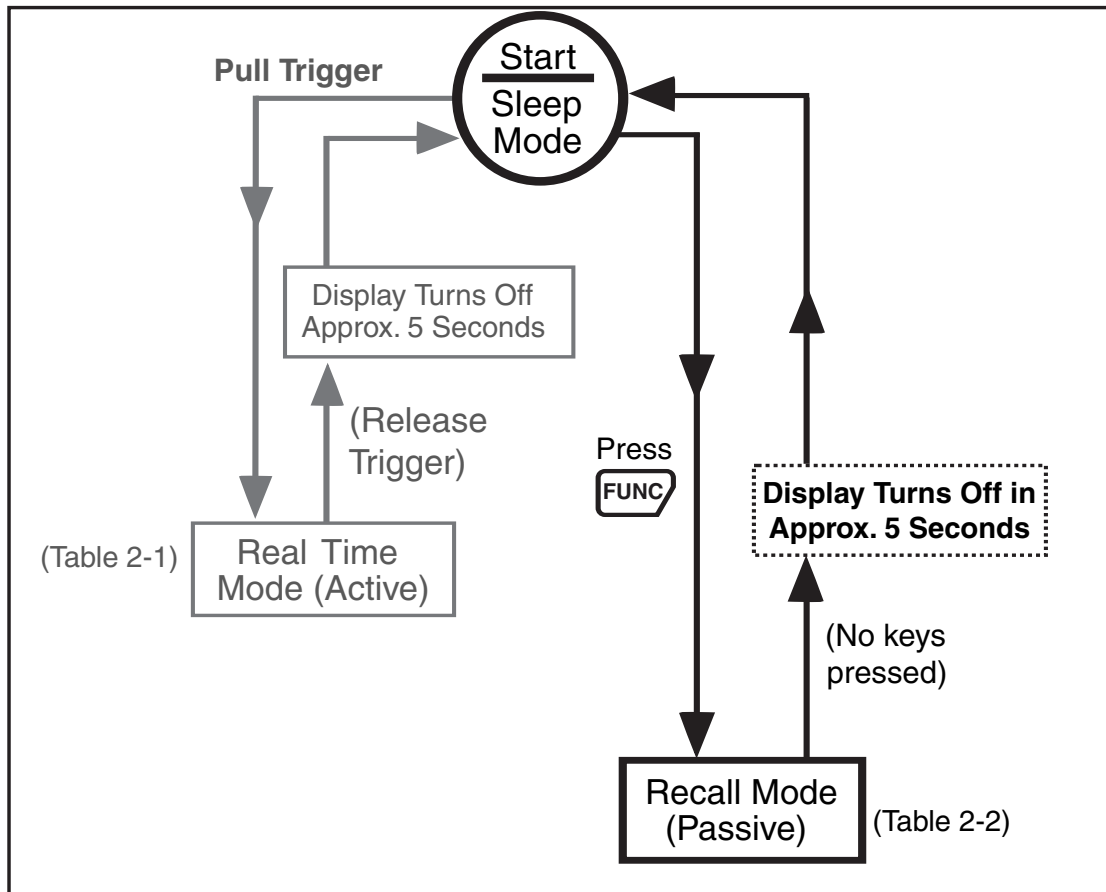 Start
Sleep
Mode
Pull Trigger
Display Turns Off
Approx. 5 Seconds
(Release
Trigger)
(Table 2-1)
Real Time
Mode (Active)
Press
FUNC
Display Turns Off in
Approx. 5 Seconds
(No keys
pressed)
Recall Mode
(Passive)
(Table 2-2)